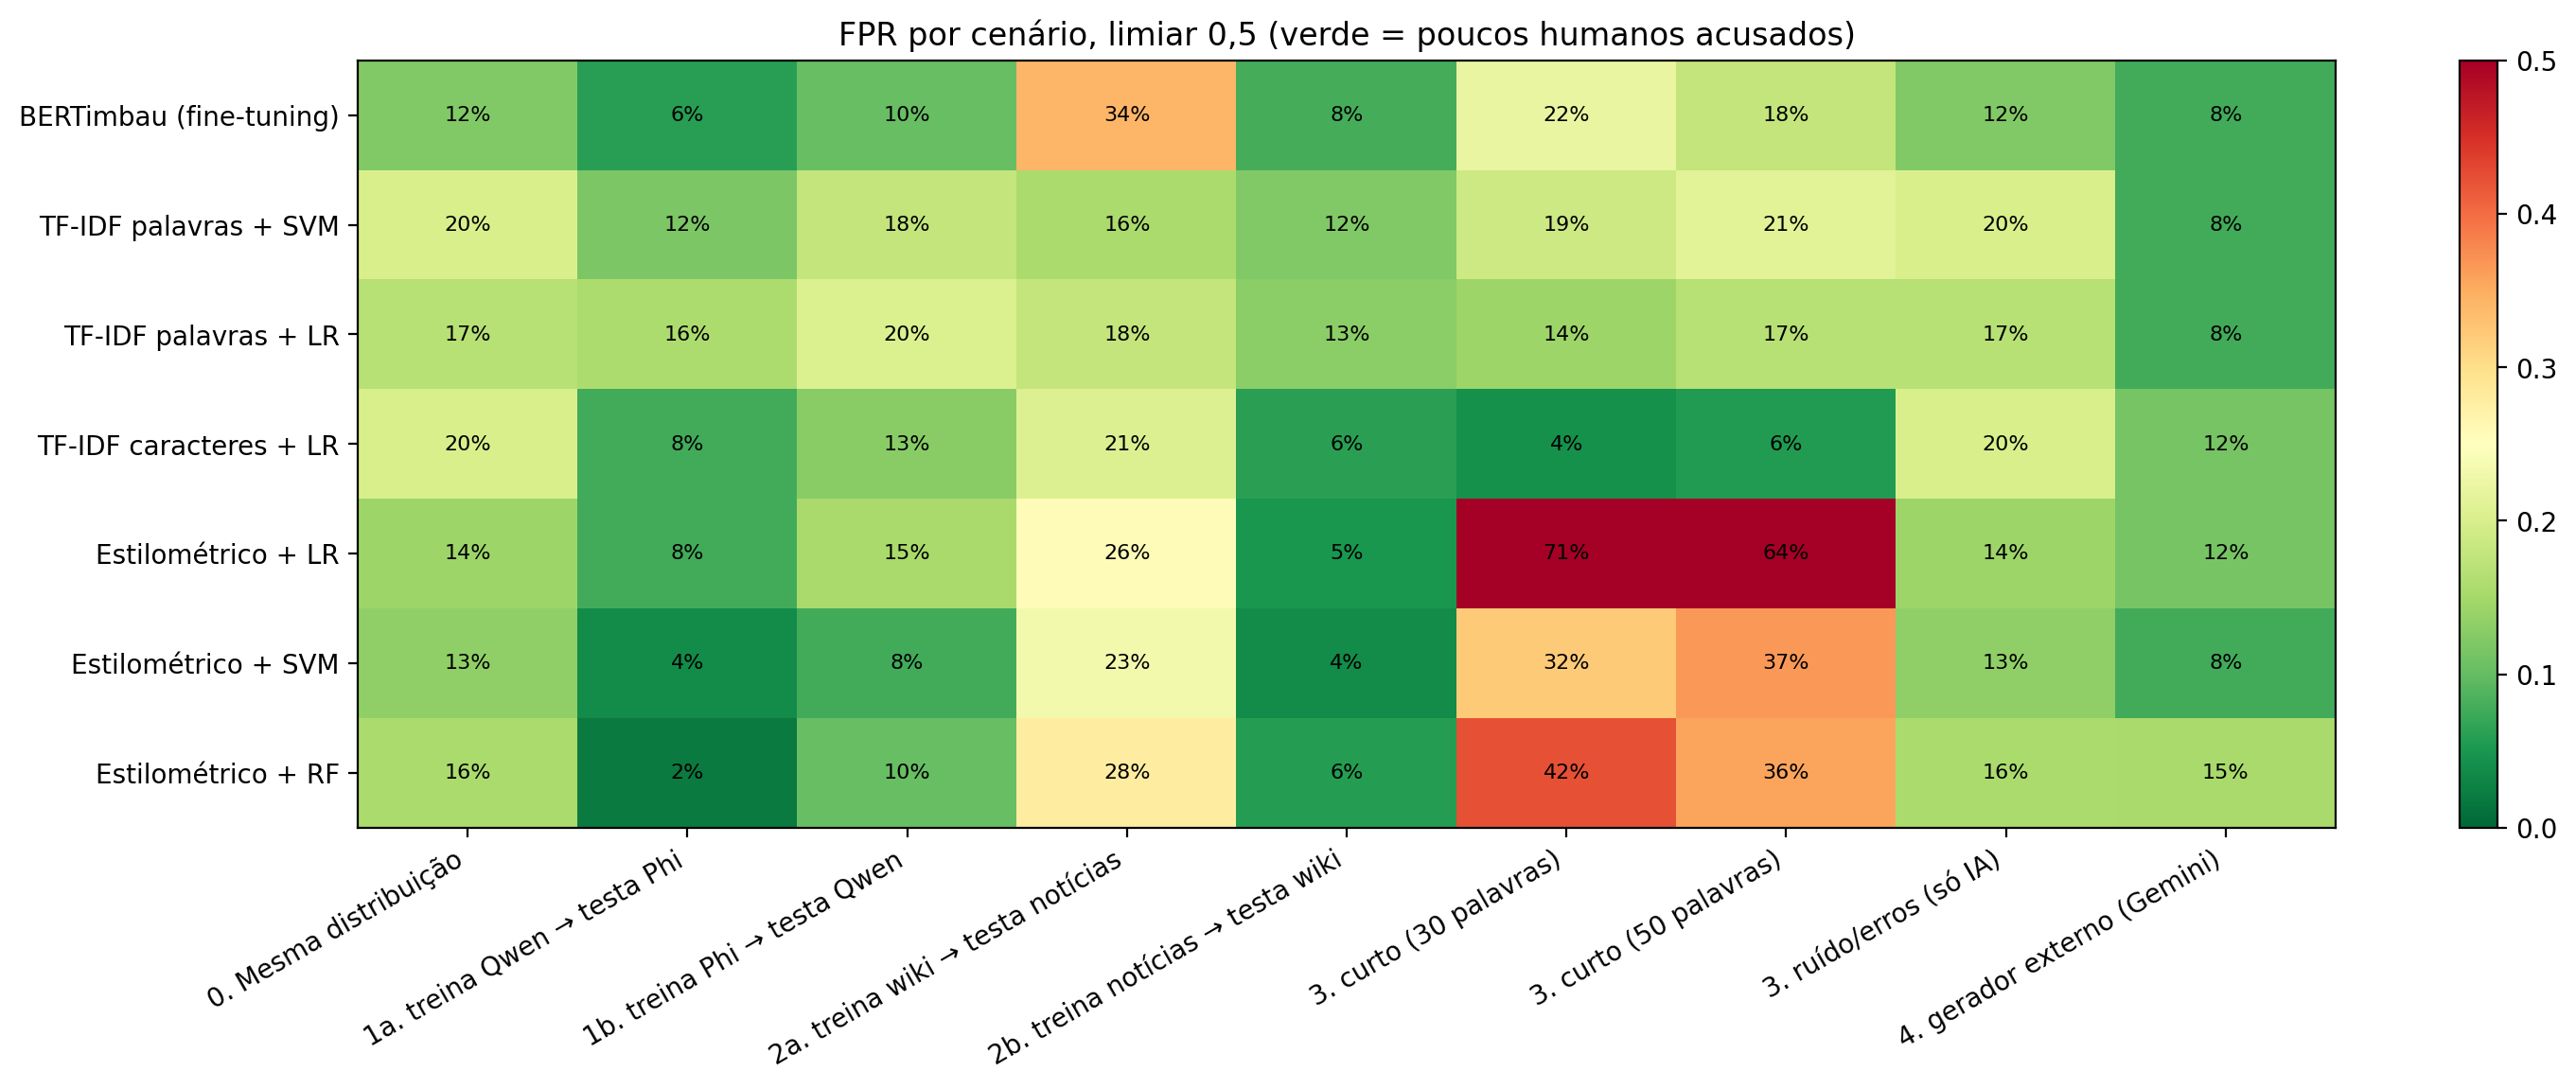 FPR por cenário, limiar 0,5 (verde = poucos humanos acusados)
BERTimbau (fine-tuning) 12% 6% 10% 34% 8% 22% 18% 12% 8%
TF-IDF palavras + SVM 20% 12% 18% 16% 12% 19% 21% 20% 8%
TF-IDF palavras + LR 17% 16% 20% 18% 13% 14% 17% 17% 8%
TF-IDF caracteres + LR 20% 8% 13% 21% 6% 4% 6% 20% 12%
Estilométrico + LR 14% 8% 15% 26% 5% 71% 64% 14% 12%
Estilométrico + SVM 13% 4% 8% 23% 4% 32% 37% 13% 8%
Estilométrico + RF 16% 2% 10% 28% 6% 42% 36% 16% 15%
0. Mesma distribuição
1a. treina Qwen → testa Phi
1b. treina Phi → testa Qwen
2a. treina wiki → testa notícias
2b. treina notícias → testa wiki
3. curto (30 palavras)
3. curto (50 palavras)
3. ruído/erros (só IA)
4. gerador externo (Gemini)
0.5
0.4
0.3
0.2
0.1
0.0